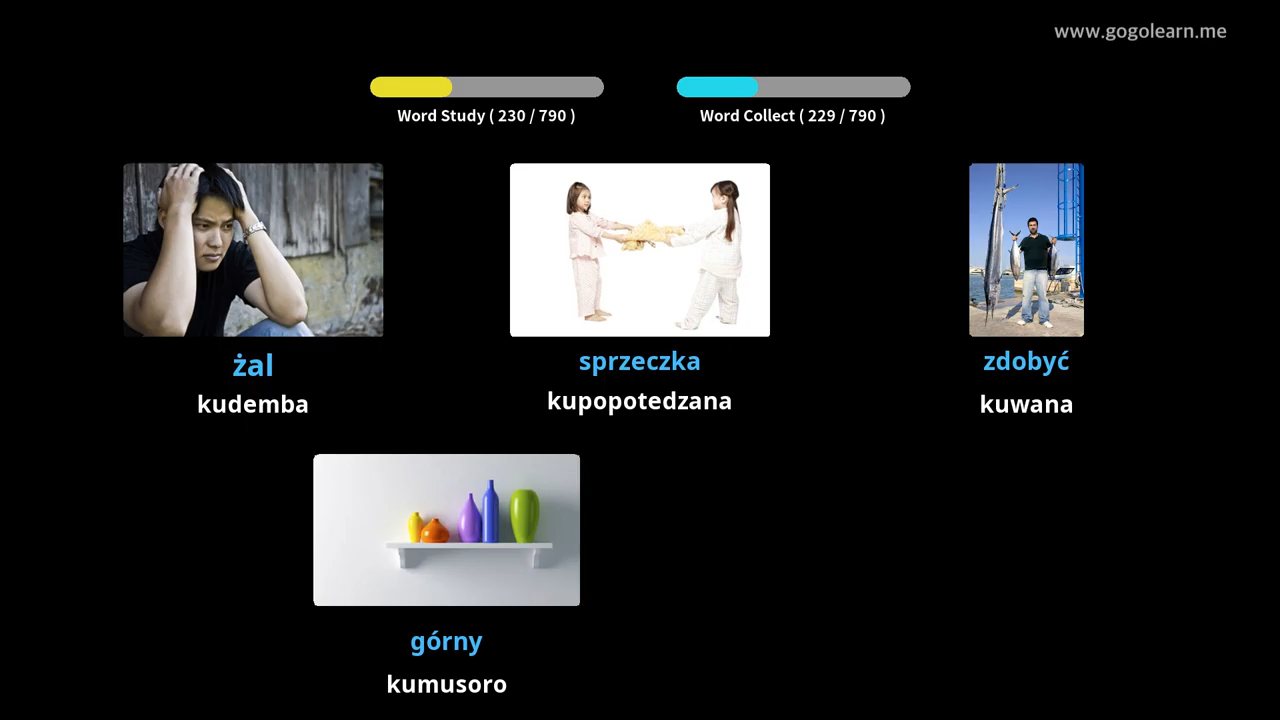 www.gogolearn.me
Word Study ( 230 / 790 )
Word Collect ( 229 / 790 )
żal
sprzeczka
zdobyć
kudemba
kupopotedzana
kuwana
górny
kumusoro